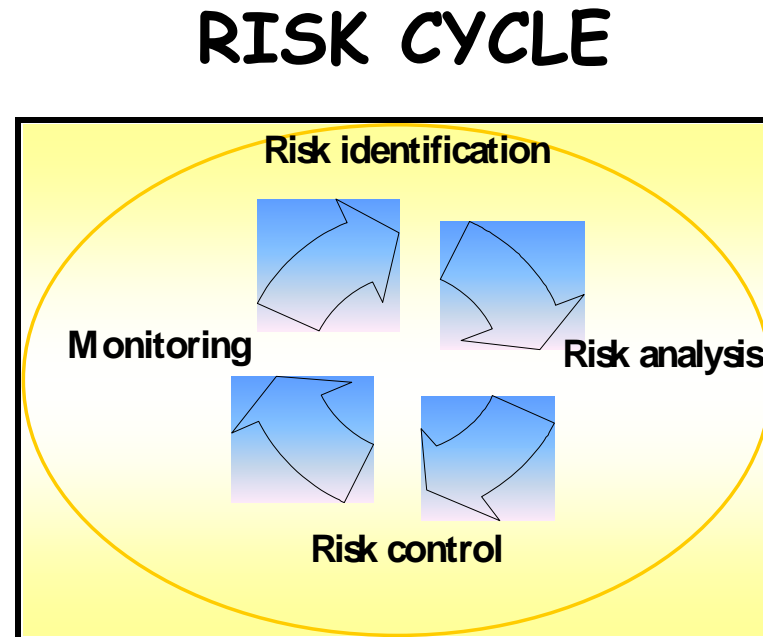 RISK CYCLE
Risk identification
Monitoring
Risk analysis
Risk control